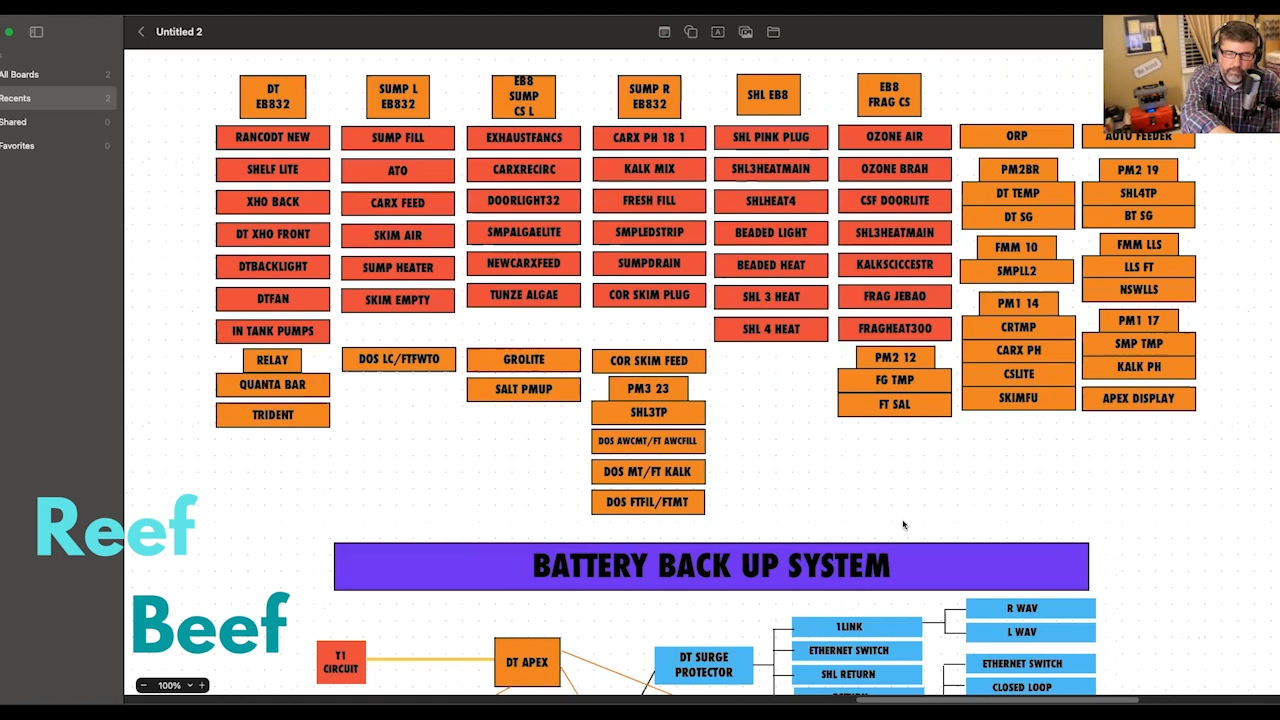 Untitled 2
All Boards 2
Recents 2
Shared 0
Favorites 0
DT
EB832
RANCODT NEW
SHELF LITE
XHO BACK
DT XHO FRONT
DTBACKLIGHT
DTFAN
IN TANK PUMPS
RELAY
QUANTA BAR
TRIDENT
SUMP L
EB832
SUMP FILL
ATO
CARX FEED
SKIM AIR
SUMP HEATER
SKIM EMPTY
DOS LC/FTFWTO
EB8
SUMP
CS L
EXHAUSTFANCS
CARXRECIRC
DOORLIGHT32
SMPALGAELITE
NEWCARXFEED
TUNZE ALGAE
GROLITE
SALT PMUP
SUMP R
EB832
CARX PH 18 1
KALK MIX
FRESH FILL
SMPLEDSTRIP
SUMPDRAIN
COR SKIM PLUG
COR SKIM FEED
PM3 23
SHL3TP
DOS AWCMT/FT AWCFILL
DOS MT/FT KALK
DOS FTFIL/FTMT
SHL EB8
SHL PINK PLUG
SHL3HEATMAIN
SHLHEAT4
BEADED LIGHT
BEADED HEAT
SHL 3 HEAT
SHL 4 HEAT
EB8
FRAG CS
OZONE AIR
OZONE BRAH
CSF DOORLITE
SHL3HEATMAIN
KALKSCICCESTR
FRAG JEBAO
FRAGHEAT300
PM2 12
FG TMP
FT SAL
ORP
PM2BR
DT TEMP
DT SG
FMM 10
SMPLL2
PM1 14
CRTMP
CARX PH
CSLITE
SKIMFU
AUTO FEEDER
PM2 19
SHL4TP
BT SG
FMM LLS
LLS FT
NSWLLS
PM1 17
SMP TMP
KALK PH
APEX DISPLAY
Reef
Beef
BATTERY BACK UP SYSTEM
T1
CIRCUIT
DT APEX
DT SURGE
PROTECTOR
1LINK
ETHERNET SWITCH
SHL RETURN
R WAV
L WAV
ETHERNET SWITCH
CLOSED LOOP
100%